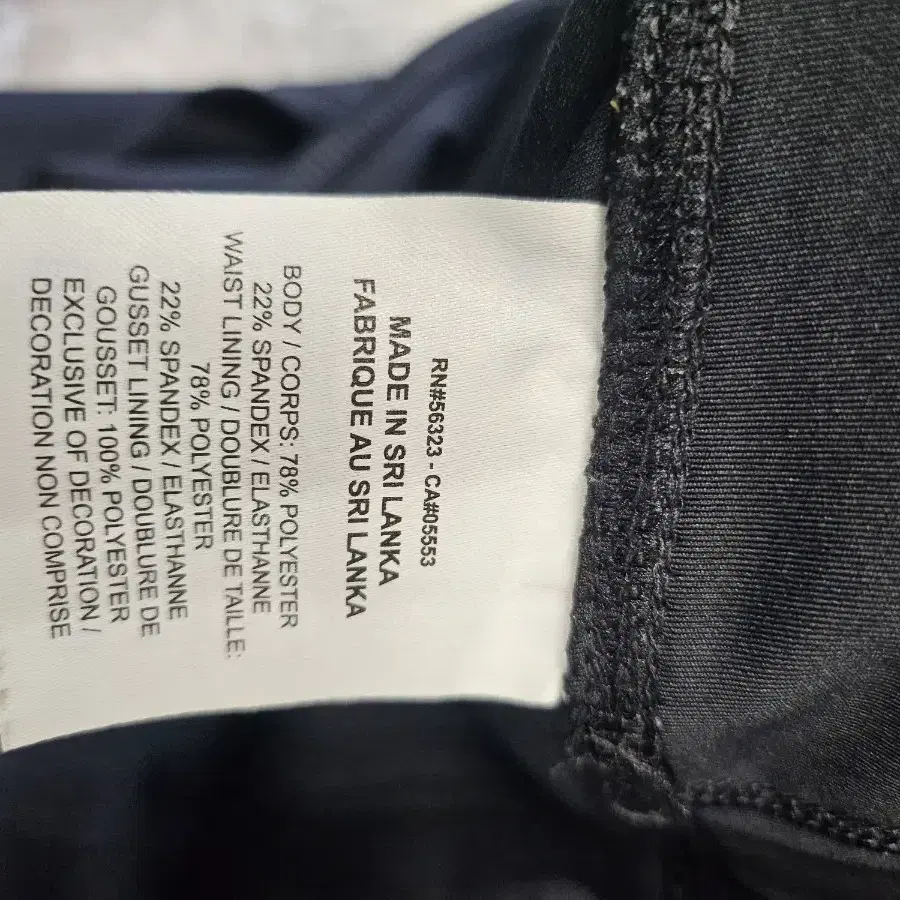 RN#56323 - CA#05553
MADE IN SRI LANKA
FABRIQUE AU SRI LANKA
BODY / CORPS: 78% POLYESTER
22% SPANDEX / ELASTHANNE
WAIST LINING / DOUBLURE DE TAILLE:
78% POLYESTER
22% SPANDEX / ELASTHANNE
GUSSET LINING / DOUBLURE DE
GOUSSET: 100% POLYESTER
EXCLUSIVE OF DECORATION /
DECORATION NON COMPRISE